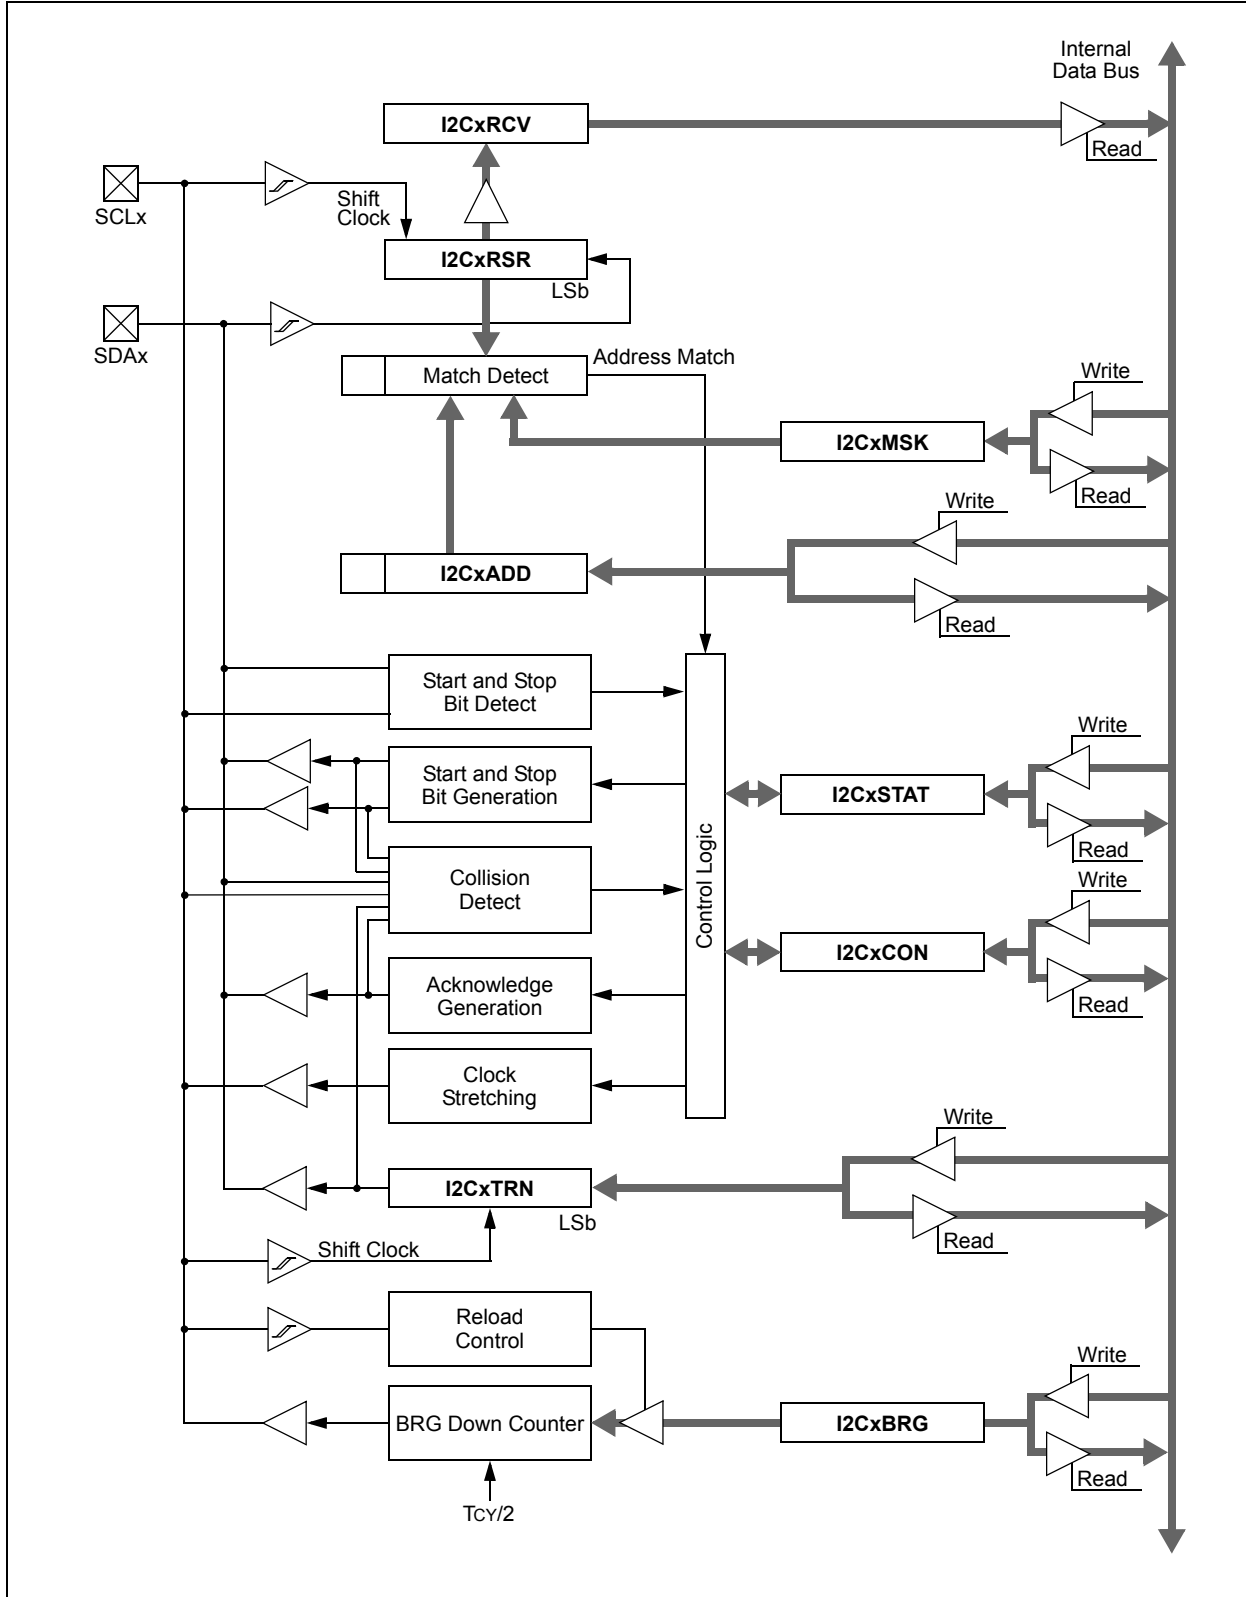 Internal
Data Bus
I2CxRCV
Read
SCLx
Shift
Clock
I2CxRSR
LSb
SDAx
Address Match
Match Detect
Write
I2CxMSK
Read
Write
I2CxADD
Read
Start and Stop
Bit Detect
Write
Start and Stop
Bit Generation
I2CxSTAT
Read
Control Logic
Collision
Detect
Write
I2CxCON
Read
Acknowledge
Generation
Clock
Stretching
Write
I2CxTRN
LSb
Read
Shift Clock
Reload
Control
Write
BRG Down Counter
I2CxBRG
Read
TCY/2